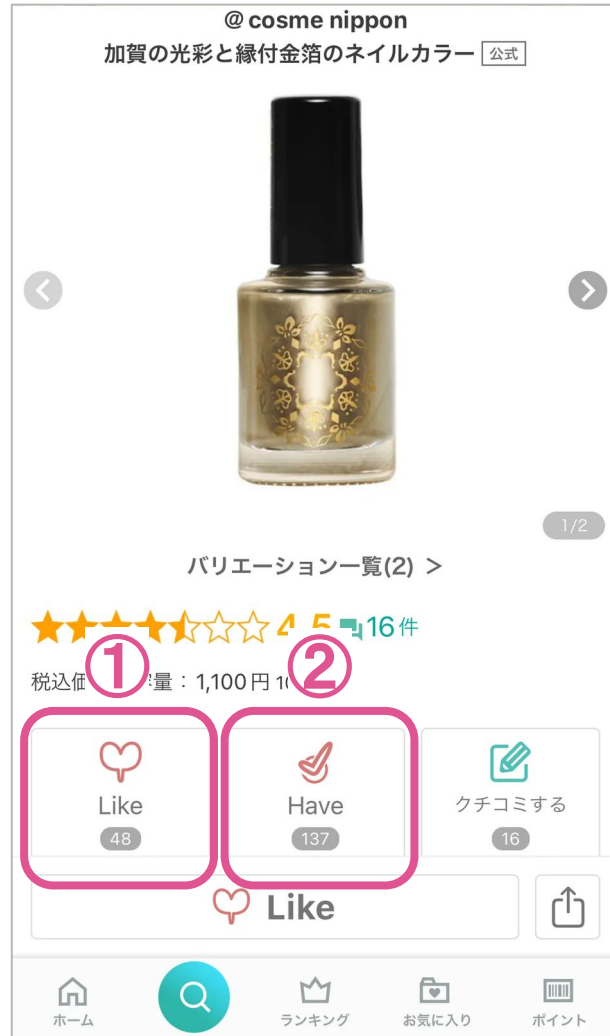 @cosme nippon
加賀の光彩と縁付金箔のネイルカラー 公式
1/2
バリエーション一覧(2) >
4.5 16件
① ②
税込価 容量：1,100円
Like Have クチコミする
48 137 16
Like
ホーム ランキング お気に入り ポイント